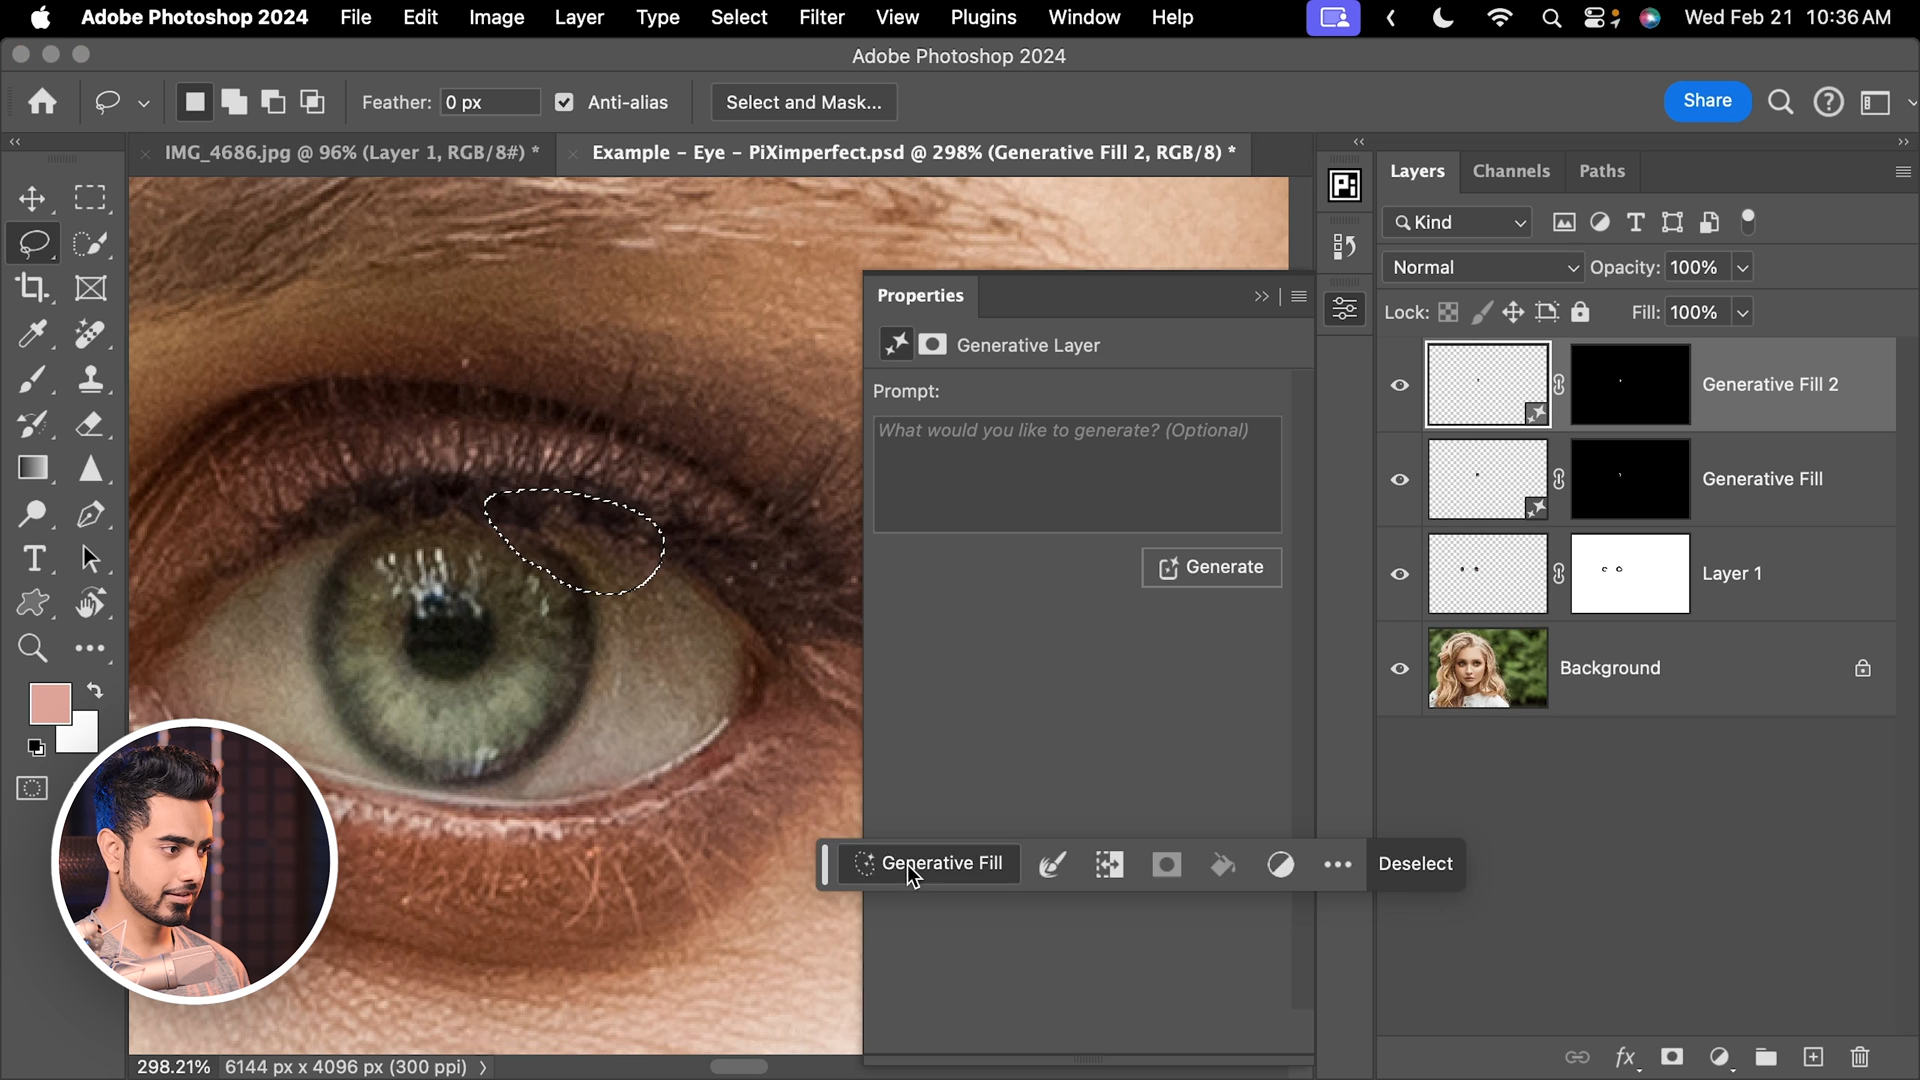 Adobe Photoshop 2024 File Edit Image Layer Type Select Filter View Plugins Window Help Wed Feb 21 10:36 AM
Adobe Photoshop 2024
Feather: 0 px Anti-alias Select and Mask... Share
IMG_4686.jpg @ 96% (Layer 1, RGB/8#) * Example – Eye – PiXimperfect.psd @ 298% (Generative Fill 2, RGB/8) *
Pi
Layers Channels Paths
Kind
Normal Opacity: 100%
Lock: Fill: 100%
Generative Fill 2
Generative Fill
Layer 1
Background
Properties
Generative Layer
Prompt:
What would you like to generate? (Optional)
Generate
Generative Fill Deselect
298.21% 6144 px x 4096 px (300 ppi)
fx